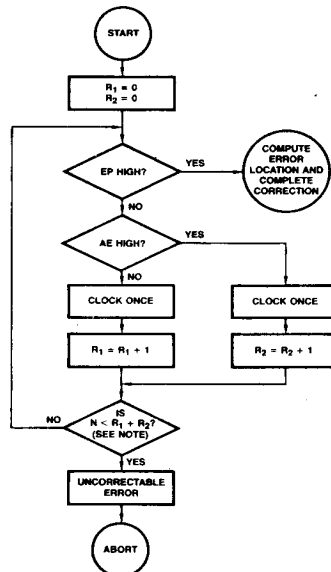 START
R1 = 0
R2 = 0
EP HIGH?
YES
COMPUTE
ERROR
LOCATION AND
COMPLETE
CORRECTION
NO
AE HIGH?
YES
NO
CLOCK ONCE
CLOCK ONCE
R1 = R1 + 1
R2 = R2 + 1
NO
IS
N < R1 + R2?
(SEE NOTE)
YES
UNCORRECTABLE
ERROR
ABORT